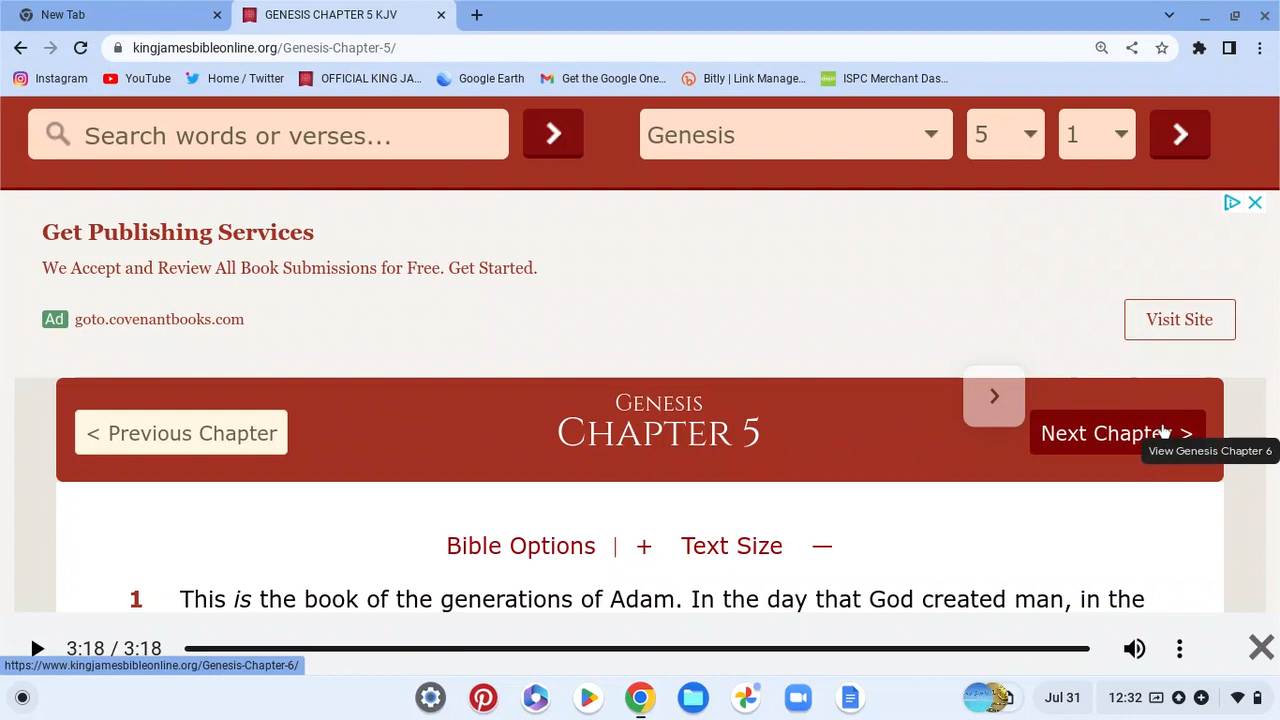 New Tab
GENESIS CHAPTER 5 KJV
kingjamesbibleonline.org/Genesis-Chapter-5/
Instagram YouTube Home / Twitter OFFICIAL KING JA... Google Earth Get the Google One... Bitly | Link Manage... ISPC Merchant Das...
Search words or verses... Genesis 5 1
Get Publishing Services
We Accept and Review All Book Submissions for Free. Get Started.
Ad goto.covenantbooks.com
Visit Site
GENESIS
< Previous Chapter CHAPTER 5 Next Chapter >
View Genesis Chapter 6
Bible Options | + Text Size —
1 This is the book of the generations of Adam. In the day that God created man, in the
3:18 / 3:18
https://www.kingjamesbibleonline.org/Genesis-Chapter-6/
Jul 31 12:32